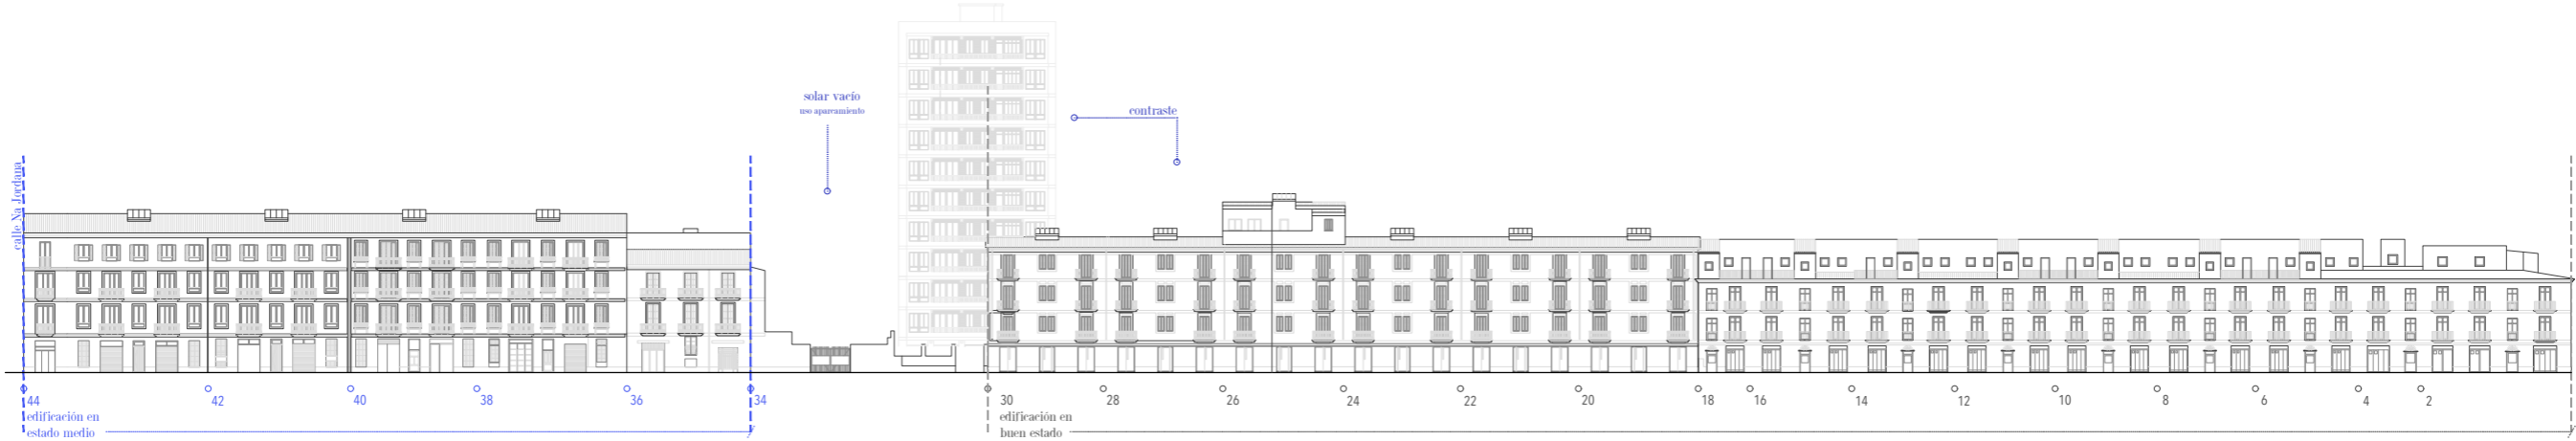 solar vacío
uso aparcamiento
contraste
calle Na Jordana
44
42
40
38
36
34
30
28
26
24
22
20
18
16
14
12
10
8
6
4
2
edificación en
estado medio
edificación en
buen estado